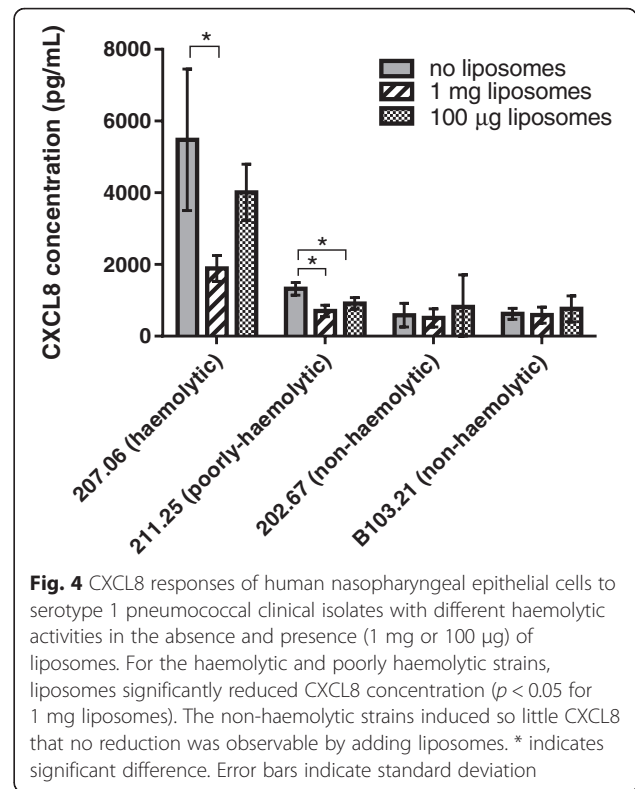 8000
6000
4000
2000
0
CXCL8 concentration (pg/mL)
*
*
*
no liposomes
1 mg liposomes
100 μg liposomes
207.06 (haemolytic)
211.25 (poorly-haemolytic)
202.67 (non-haemolytic)
B103.21 (non-haemolytic)
Fig. 4 CXCL8 responses of human nasopharyngeal epithelial cells to
serotype 1 pneumococcal clinical isolates with different haemolytic
activities in the absence and presence (1 mg or 100 μg) of
liposomes. For the haemolytic and poorly haemolytic strains,
liposomes significantly reduced CXCL8 concentration (p < 0.05 for
1 mg liposomes). The non-haemolytic strains induced so little CXCL8
that no reduction was observable by adding liposomes. * indicates
significant difference. Error bars indicate standard deviation